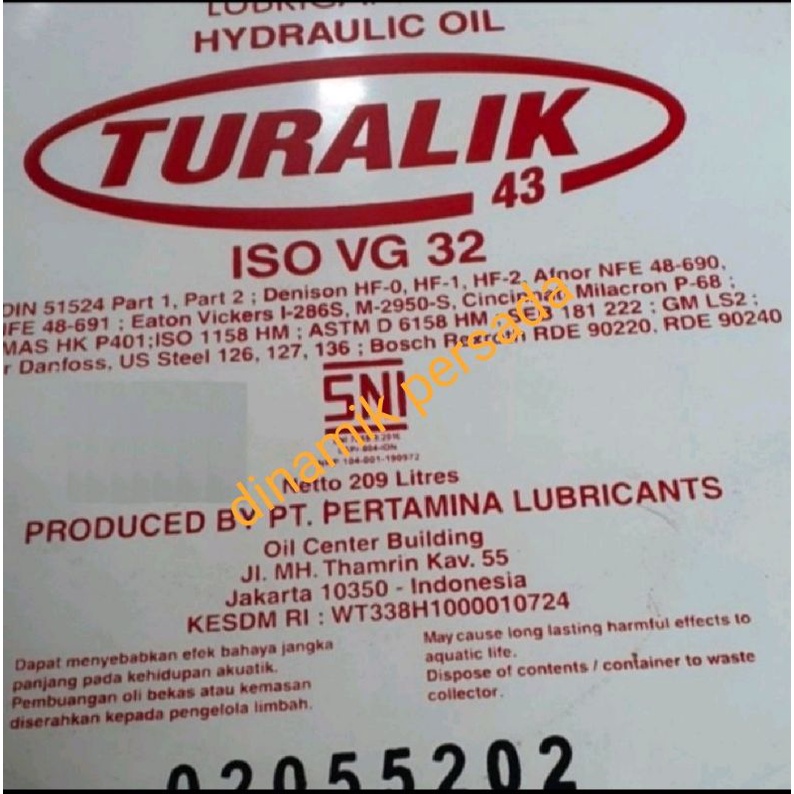 HYDRAULIC OIL
TURALIK
43
ISO VG 32
DIN 51524 Part 1, Part 2 ; Denison HF-0, HF-1, HF-2, Afnor NFE 48-690,
NFE 48-691 ; Eaton Vickers I-286S, M-2950-S, Cincinnati Milacron P-68 ;
MAS HK P401;ISO 1158 HM ; ASTM D 6158 HM ; SEB 181 222 ; GM LS2 ;
r Danfoss, US Steel 126, 127, 136 ; Bosch Rexroth RDE 90220, RDE 90240
SNI
Netto 209 Litres
PRODUCED BY PT. PERTAMINA LUBRICANTS
Oil Center Building
Jl. MH. Thamrin Kav. 55
Jakarta 10350 - Indonesia
KESDM RI : WT338H1000010724
Dapat menyebabkan efek bahaya jangka
panjang pada kehidupan akuatik.
Pembuangan oli bekas atau kemasan
diserahkan kepada pengelola limbah.
May cause long lasting harmful effects to
aquatic life.
Dispose of contents / container to waste
collector.
02055202
dinamik persada